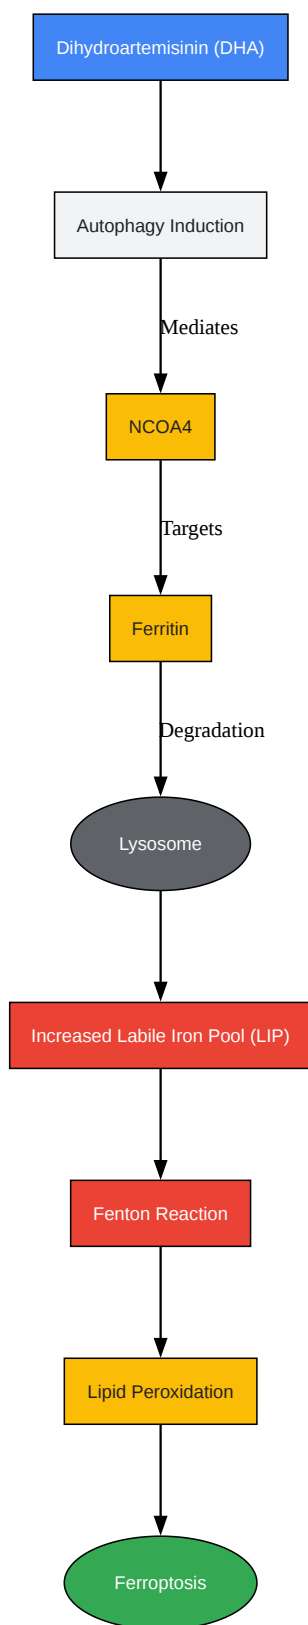 Dihydroartemisinin (DHA)
Autophagy Induction
Mediates
NCOA4
Targets
Ferritin
Degradation
Lysosome
Increased Labile Iron Pool (LIP)
Fenton Reaction
Lipid Peroxidation
Ferroptosis